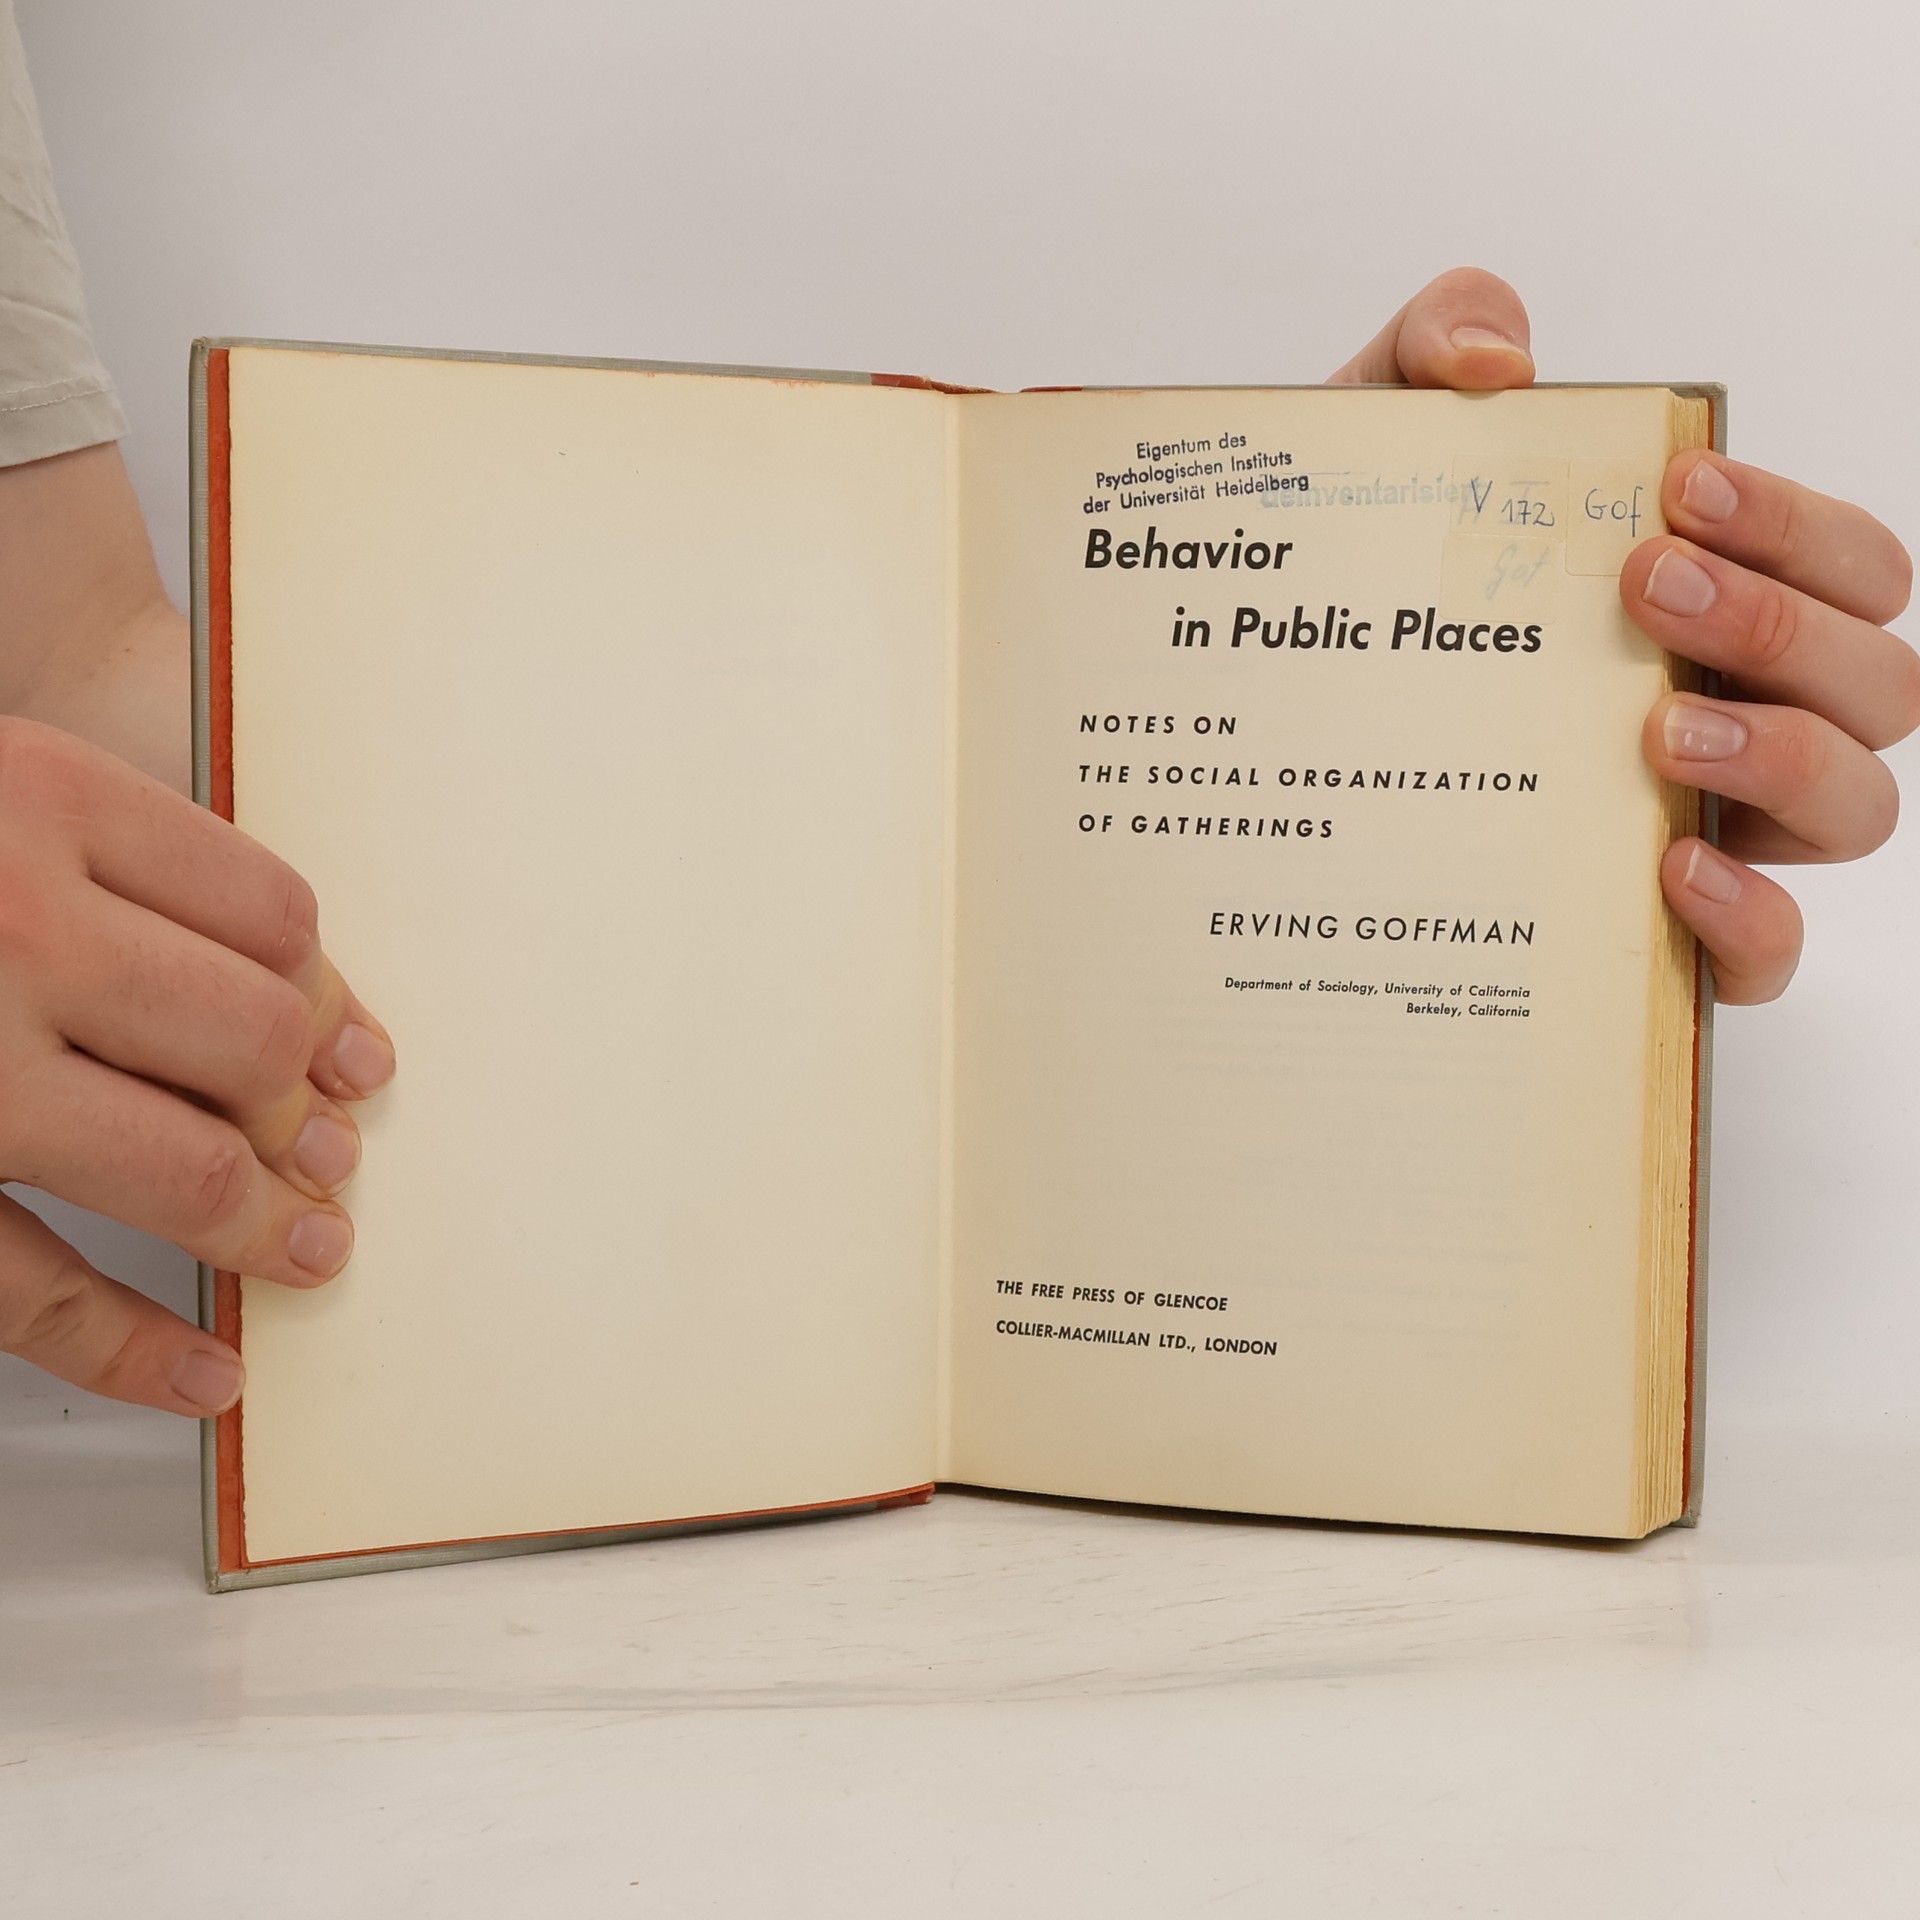 Eigentum des
Psychologischen Instituts
der Universität Heidelberg
deinventarisiert
V 172 Gof
Behavior
in Public Places
NOTES ON
THE SOCIAL ORGANIZATION
OF GATHERINGS
ERVING GOFFMAN
Department of Sociology, University of California
Berkeley, California
THE FREE PRESS OF GLENCOE
COLLIER-MACMILLAN LTD., LONDON